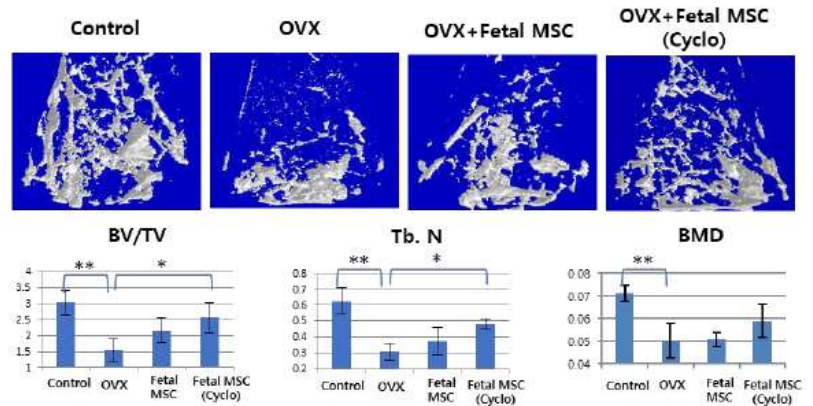 Control
OVX
OVX+Fetal MSC
OVX+Fetal MSC
(Cyclo)
BV/TV
Tb. N
BMD
** *
4
3.5
3
2.5
2
1.5
1
Control OVX Fetal Fetal MSC
MSC (Cyclo)
** *
0.8
0.7
0.6
0.5
0.4
0.3
0.2
Control OVX Fetal Fetal MSC
MSC (Cyclo)
**
0.08
0.07
0.06
0.05
0.04
Control OVX Fetal Fetal MSC
MSC (Cyclo)